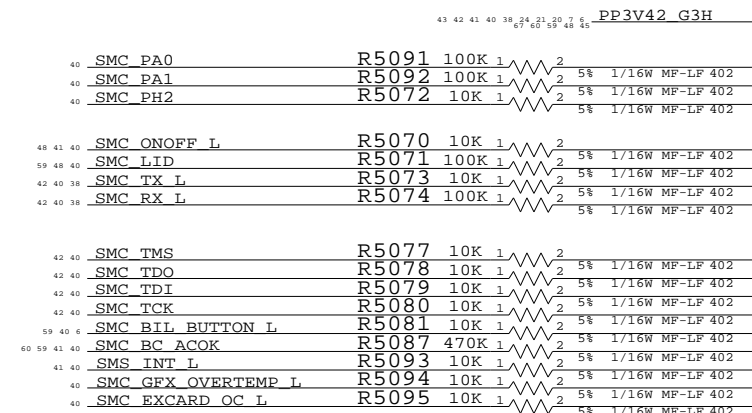 43 42 41 40 38 24 21 20 7 6 PP3V42_G3H
67 60 59 48 45
40 SMC_PA0 R5091 100K 1 2
5% 1/16W MF-LF 402
40 SMC_PA1 R5092 100K 1 2
5% 1/16W MF-LF 402
40 SMC_PH2 R5072 10K 1 2
5% 1/16W MF-LF 402
48 41 40 SMC_ONOFF_L R5070 10K 1 2
5% 1/16W MF-LF 402
59 48 40 SMC_LID R5071 100K 1 2
5% 1/16W MF-LF 402
42 40 38 SMC_TX_L R5073 10K 1 2
5% 1/16W MF-LF 402
42 40 38 SMC_RX_L R5074 100K 1 2
5% 1/16W MF-LF 402
42 40 SMC_TMS R5077 10K 1 2
5% 1/16W MF-LF 402
42 40 SMC_TDO R5078 10K 1 2
5% 1/16W MF-LF 402
42 40 SMC_TDI R5079 10K 1 2
5% 1/16W MF-LF 402
42 40 SMC_TCK R5080 10K 1 2
5% 1/16W MF-LF 402
59 40 6 SMC_BIL_BUTTON_L R5081 10K 1 2
5% 1/16W MF-LF 402
60 59 41 40 SMC_BC_ACOK R5087 470K 1 2
5% 1/16W MF-LF 402
41 40 SMS_INT_L R5093 10K 1 2
5% 1/16W MF-LF 402
40 SMC_GFX_OVERTEMP_L R5094 10K 1 2
5% 1/16W MF-LF 402
40 SMC_EXCARD_OC_L R5095 10K 1 2
5% 1/16W MF-LF 402